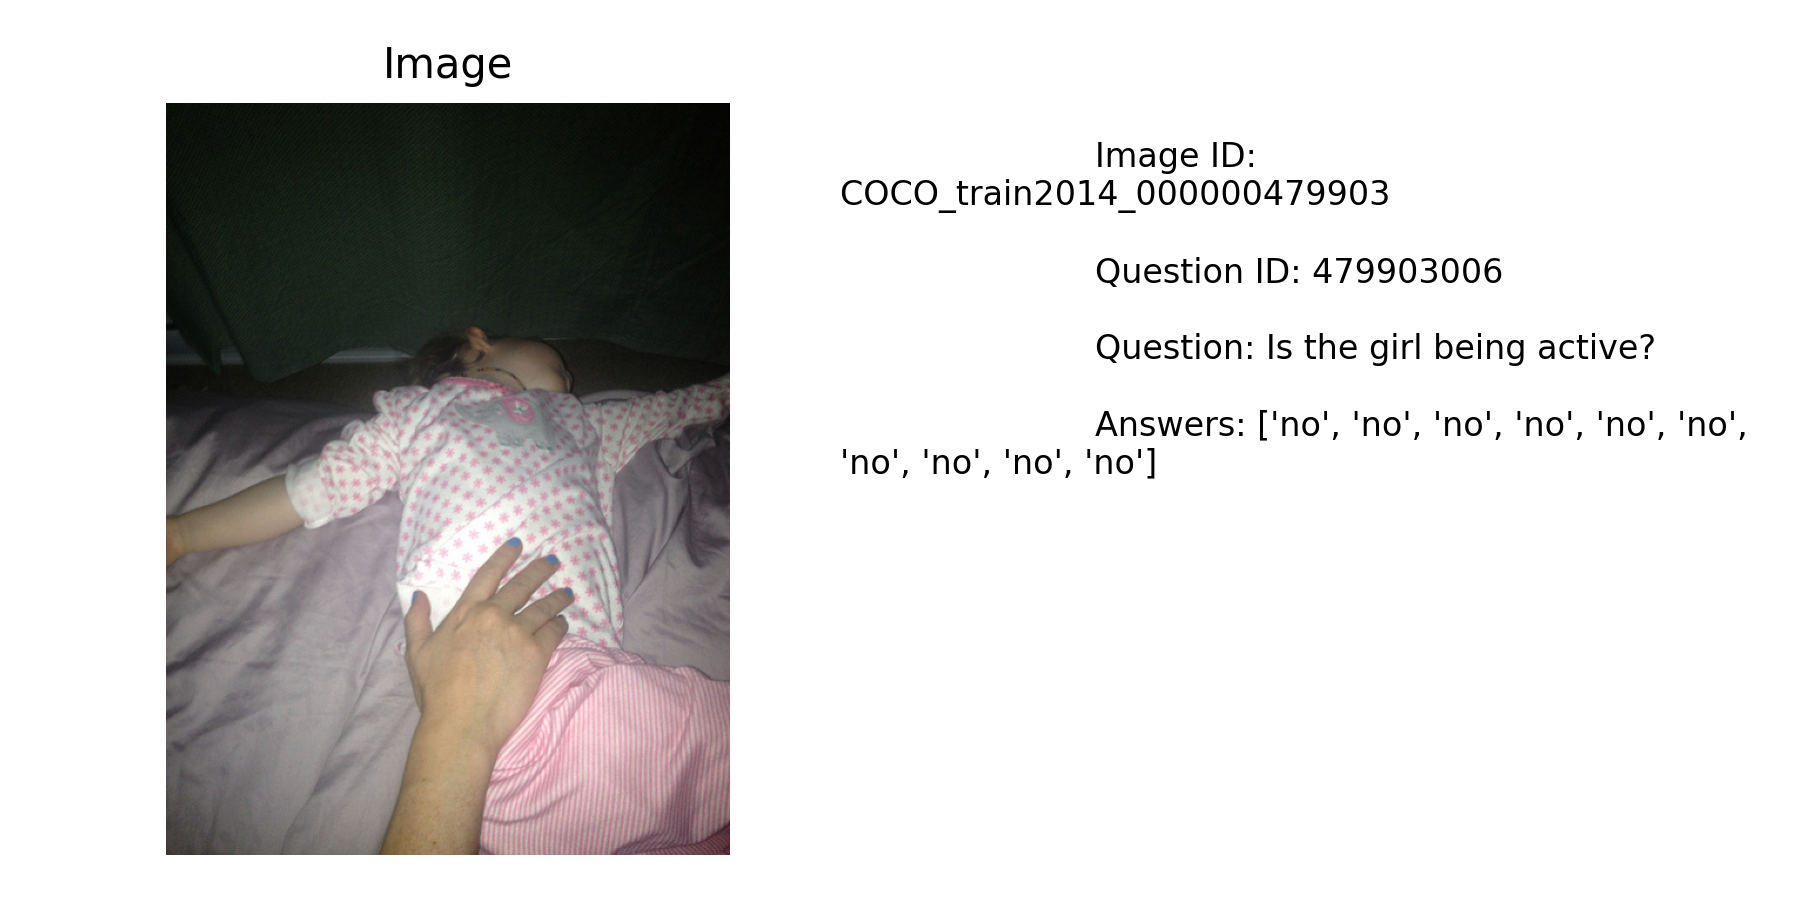 Image
Image ID:
COCO_train2014_000000479903
Question ID: 479903006
Question: Is the girl being active?
Answers: ['no', 'no', 'no', 'no', 'no', 'no',
'no', 'no', 'no', 'no']